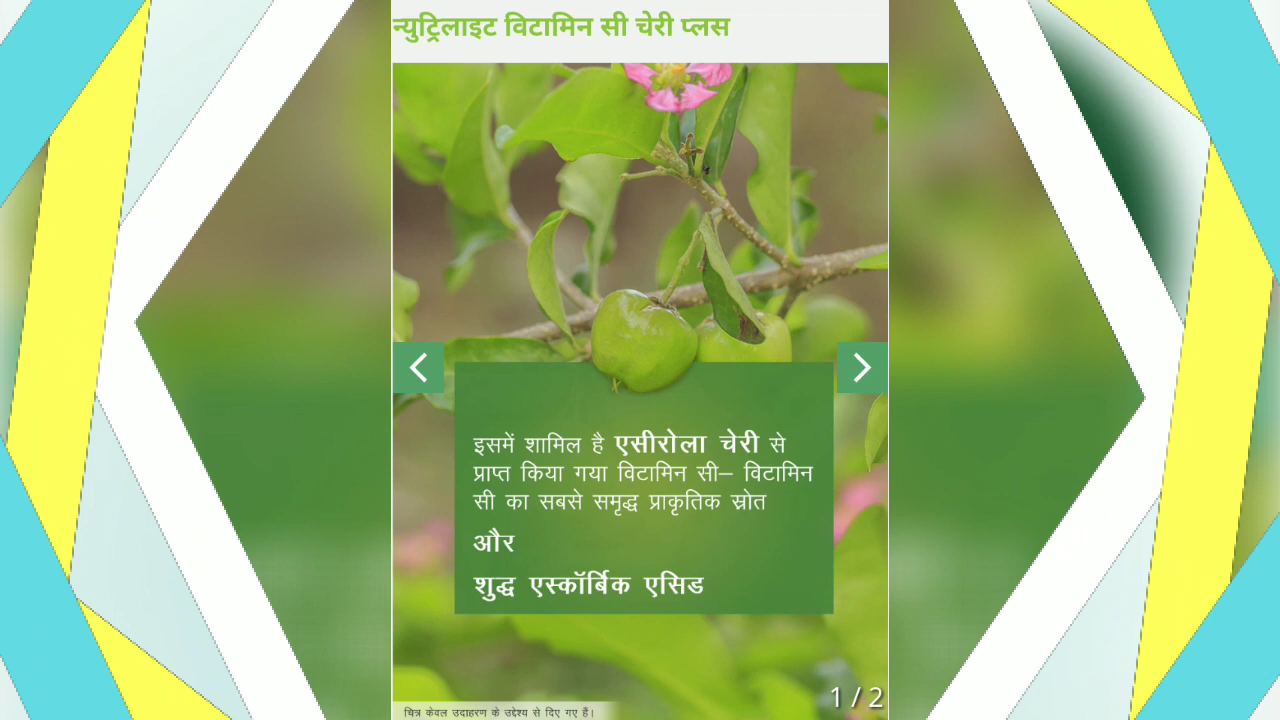 न्युट्रिलाइट विटामिन सी चेरी प्लस
इसमें शामिल है एसीरोला चेरी से
प्राप्त किया गया विटामिन सी– विटामिन
सी का सबसे समृद्ध प्राकृतिक स्रोत
और
शुद्ध एस्कॉर्बिक एसिड
1 / 2
चित्र केवल उदाहरण के उद्देश्य से दिए गए हैं।